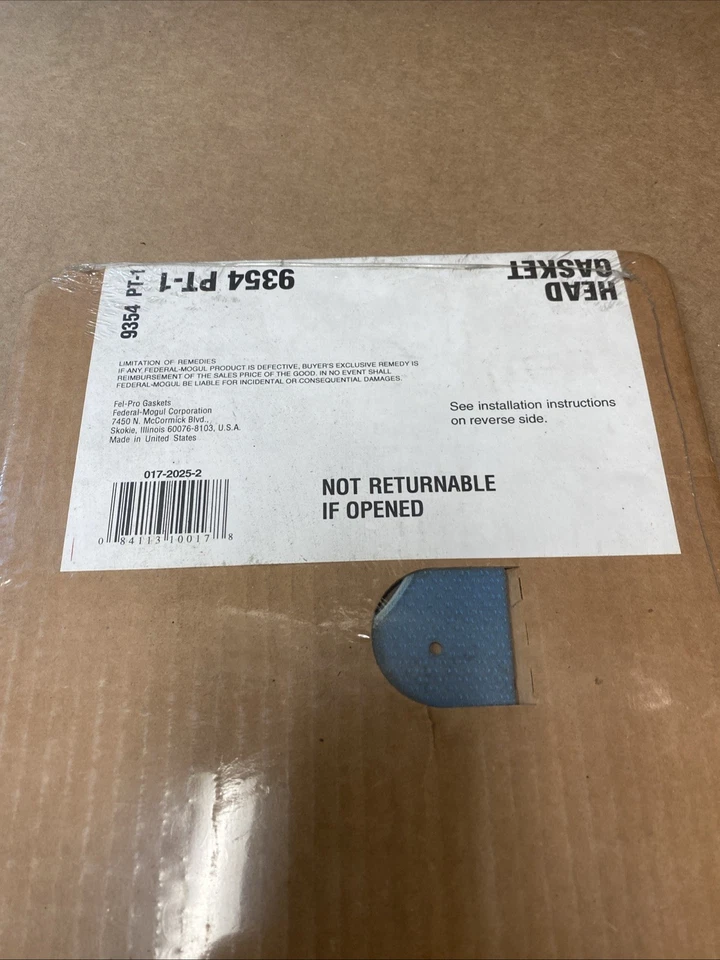 HEAD
GASKET
9354 PT-1
9354 PT-1
LIMITATION OF REMEDIES
IF ANY FEDERAL-MOGUL PRODUCT IS DEFECTIVE, BUYER'S EXCLUSIVE REMEDY IS
REIMBURSEMENT OF THE SALES PRICE OF THE GOOD. IN NO EVENT SHALL
FEDERAL-MOGUL BE LIABLE FOR INCIDENTAL OR CONSEQUENTIAL DAMAGES.
Fel-Pro Gaskets
Federal-Mogul Corporation
7450 N. McCormick Blvd.,
Skokie, Illinois 60076-8103, U.S.A.
Made in United States
See installation instructions
on reverse side.
017-2025-2
0 84113 10017 8
NOT RETURNABLE
IF OPENED